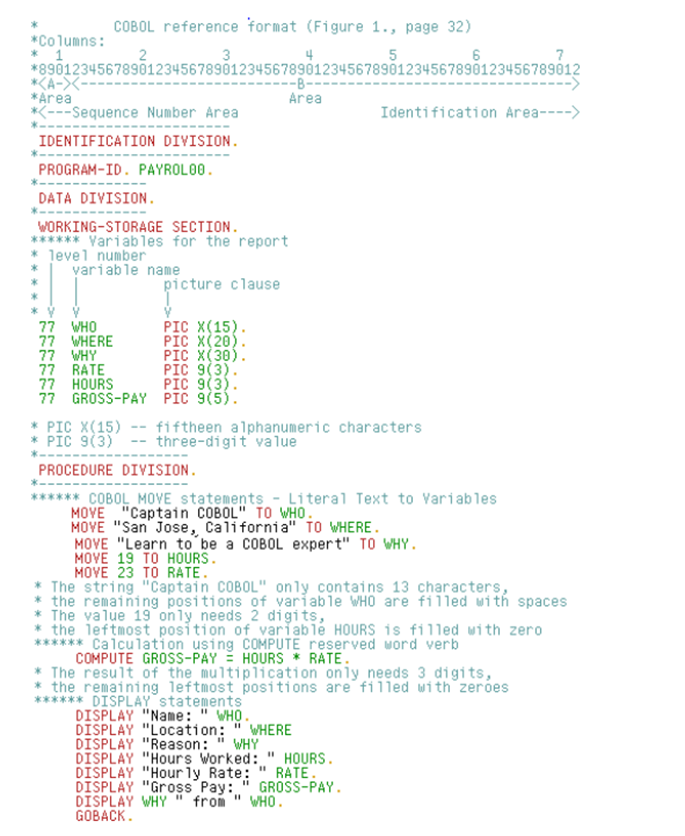 *         COBOL reference format (Figure 1., page 32)
*Columns:
*  1         2         3         4         5         6         7
*89012345678901234567890123456789012345678901234567890123456789012
*<A-><--------------------------B-------------------------------->
*Area                          Area
*<---Sequence Number Area                 Identification Area---->
*-----------------------
 IDENTIFICATION DIVISION.
*-----------------------
 PROGRAM-ID. PAYROL00.
*-------------
 DATA DIVISION.
*-------------
 WORKING-STORAGE SECTION.
****** Variables for the report
* level number
* |  variable name
* |  |          picture clause
* |  |          |
* V  V          V
 77  WHO        PIC X(15).
 77  WHERE      PIC X(20).
 77  WHY        PIC X(30).
 77  RATE       PIC 9(3).
 77  HOURS      PIC 9(3).
 77  GROSS-PAY  PIC 9(5).
* PIC X(15) -- fifteen alphanumeric characters
* PIC 9(3)  -- three-digit value
*------------------
 PROCEDURE DIVISION.
*------------------
****** COBOL MOVE statements - Literal Text to Variables
     MOVE  "Captain COBOL" TO WHO.
     MOVE "San Jose, California" TO WHERE.
     MOVE "Learn to be a COBOL expert" TO WHY.
     MOVE 19 TO HOURS.
     MOVE 23 TO RATE.
* The string "Captain COBOL" only contains 13 characters,
* the remaining positions of variable WHO are filled with spaces
* The value 19 only needs 2 digits,
* the leftmost position of variable HOURS is filled with zero
****** Calculation using COMPUTE reserved word verb
     COMPUTE GROSS-PAY = HOURS * RATE.
* The result of the multiplication only needs 3 digits,
* the remaining leftmost positions are filled with zeroes
****** DISPLAY statements
     DISPLAY "Name: " WHO.
     DISPLAY "Location: " WHERE
     DISPLAY "Reason: " WHY
     DISPLAY "Hours Worked: " HOURS.
     DISPLAY "Hourly Rate: " RATE.
     DISPLAY "Gross Pay: " GROSS-PAY.
     DISPLAY WHY " from " WHO.
     GOBACK.